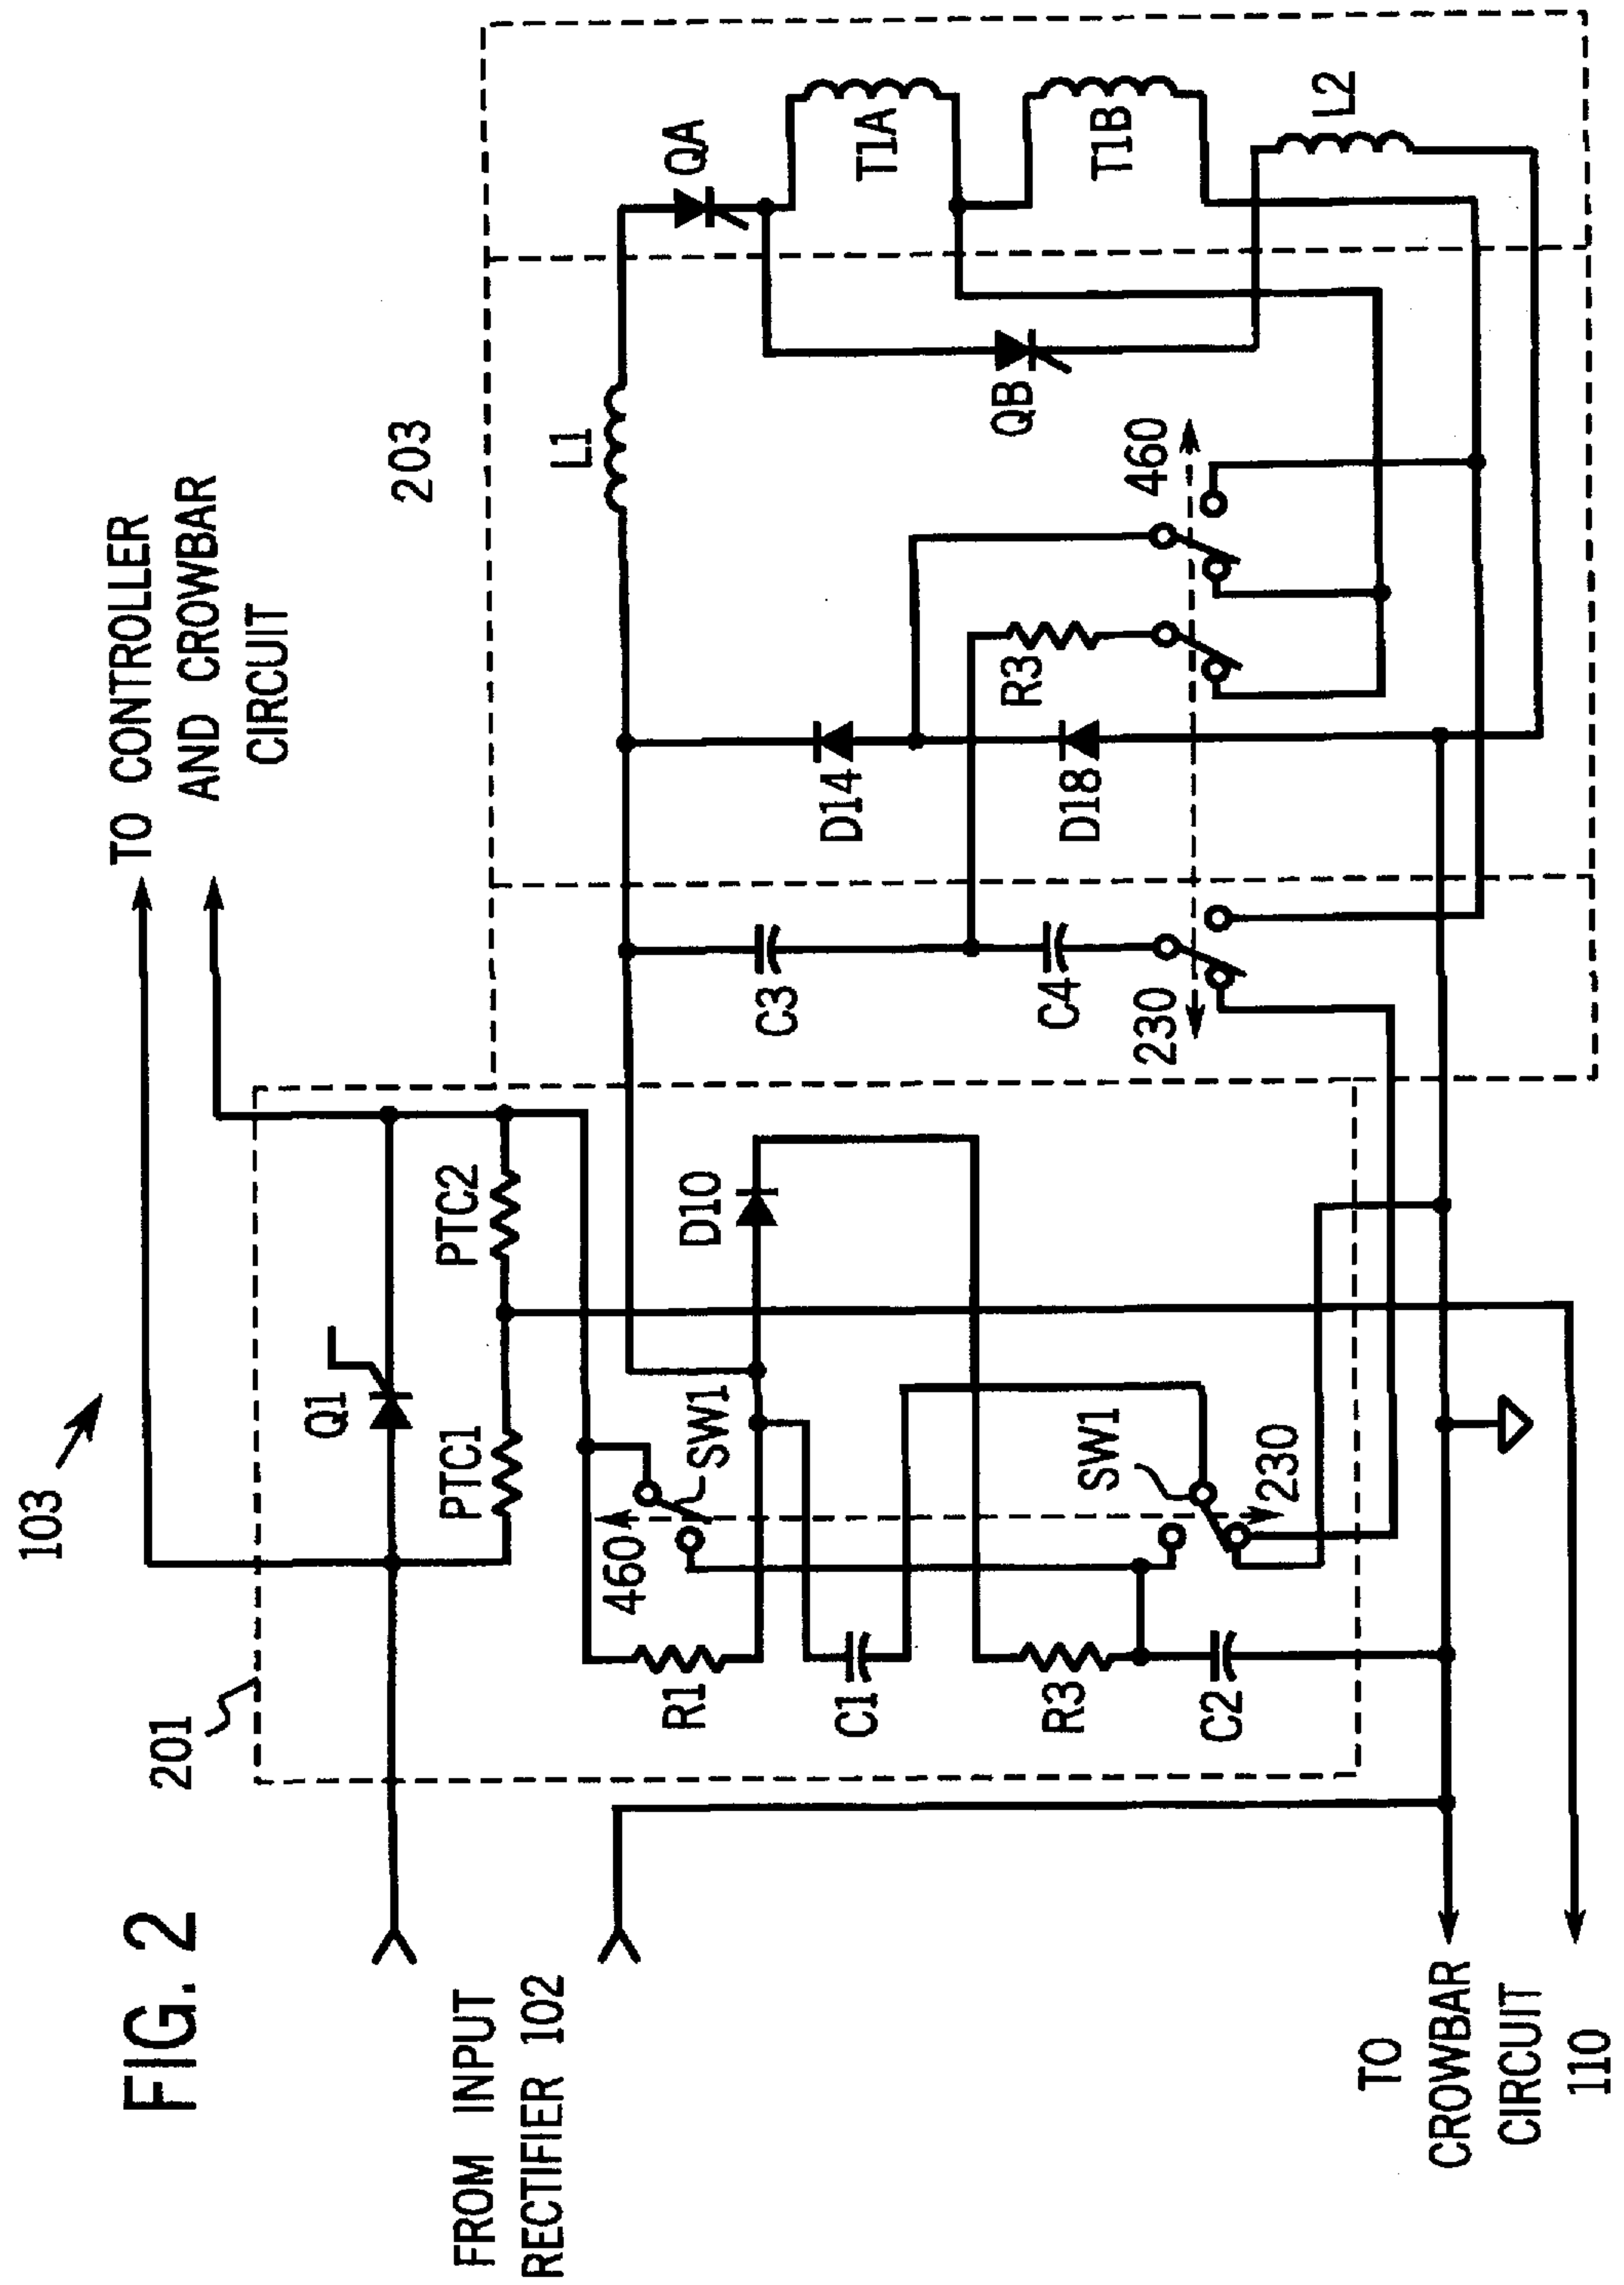 FIG. 2
103
TO CONTROLLER
AND CROWBAR
CIRCUIT
201
203
FROM INPUT
RECTIFIER 102
Q1
PTC1
PTC2
460
SW1
R1
D10
C1
SW1
230
R3
C2
L1
QA
T1A
T1B
L2
QB
C3
C4
D14
D18
R3
230
460
TO
CROWBAR
CIRCUIT
110